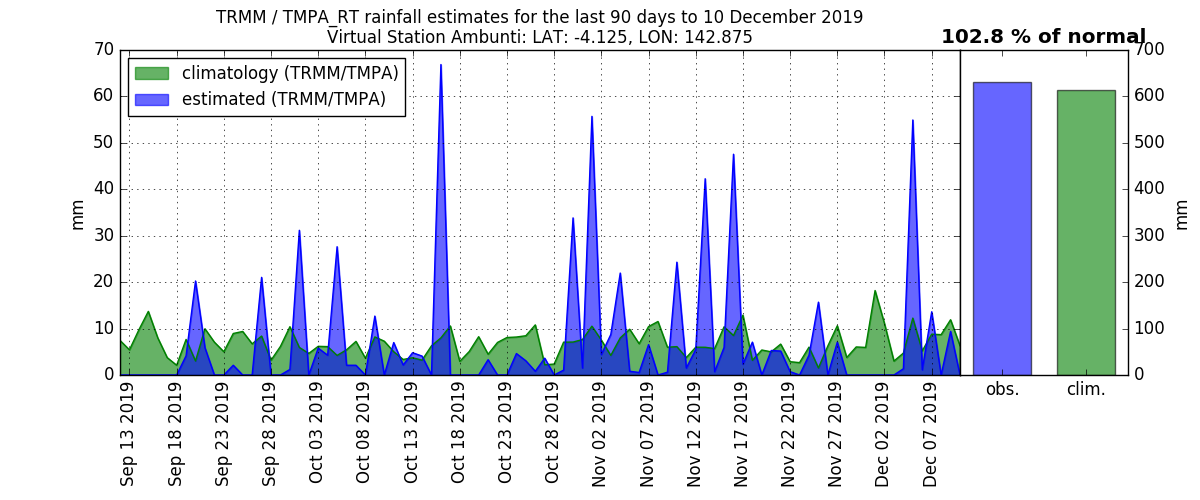 TRMM / TMPA_RT rainfall estimates for the last 90 days to 10 December 2019
Virtual Station Ambunti: LAT: -4.125, LON: 142.875
102.8 % of normal
climatology (TRMM/TMPA)
estimated (TRMM/TMPA)
70
60
50
40
30
20
10
0
mm
700
600
500
400
300
200
100
0
mm
Sep 13 2019
Sep 18 2019
Sep 23 2019
Sep 28 2019
Oct 03 2019
Oct 08 2019
Oct 13 2019
Oct 18 2019
Oct 23 2019
Oct 28 2019
Nov 02 2019
Nov 07 2019
Nov 12 2019
Nov 17 2019
Nov 22 2019
Nov 27 2019
Dec 02 2019
Dec 07 2019
obs.
clim.